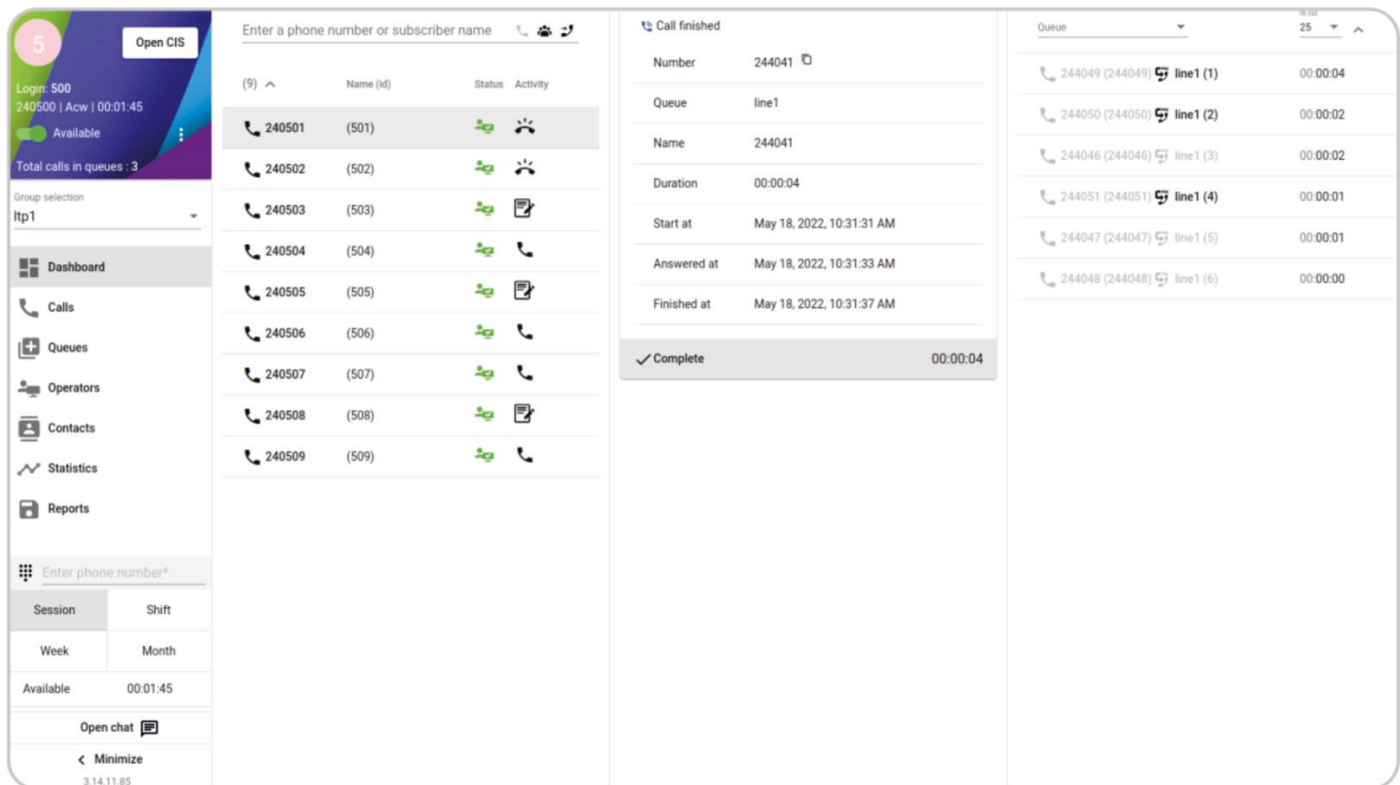 5
Open CIS
Login: 500
240500 | Acw | 00:01:45
Available
Total calls in queues : 3
Group selection
ltp1
Dashboard
Calls
Queues
Operators
Contacts
Statistics
Reports
Enter phone number*
Session Shift
Week Month
Available 00:01:45
Open chat
Minimize
3.14.11.85
Enter a phone number or subscriber name
(9) Name (id) Status Activity
240501 (501)
240502 (502)
240503 (503)
240504 (504)
240505 (505)
240506 (506)
240507 (507)
240508 (508)
240509 (509)
Call finished
Number 244041
Queue line1
Name 244041
Duration 00:00:04
Start at May 18, 2022, 10:31:31 AM
Answered at May 18, 2022, 10:31:33 AM
Finished at May 18, 2022, 10:31:37 AM
Complete 00:00:04
Queue 25
244049 (244049) line1 (1) 00:00:04
244050 (244050) line1 (2) 00:00:02
244046 (244046) line1 (3) 00:00:02
244051 (244051) line1 (4) 00:00:01
244047 (244047) line1 (5) 00:00:01
244048 (244048) line1 (6) 00:00:00